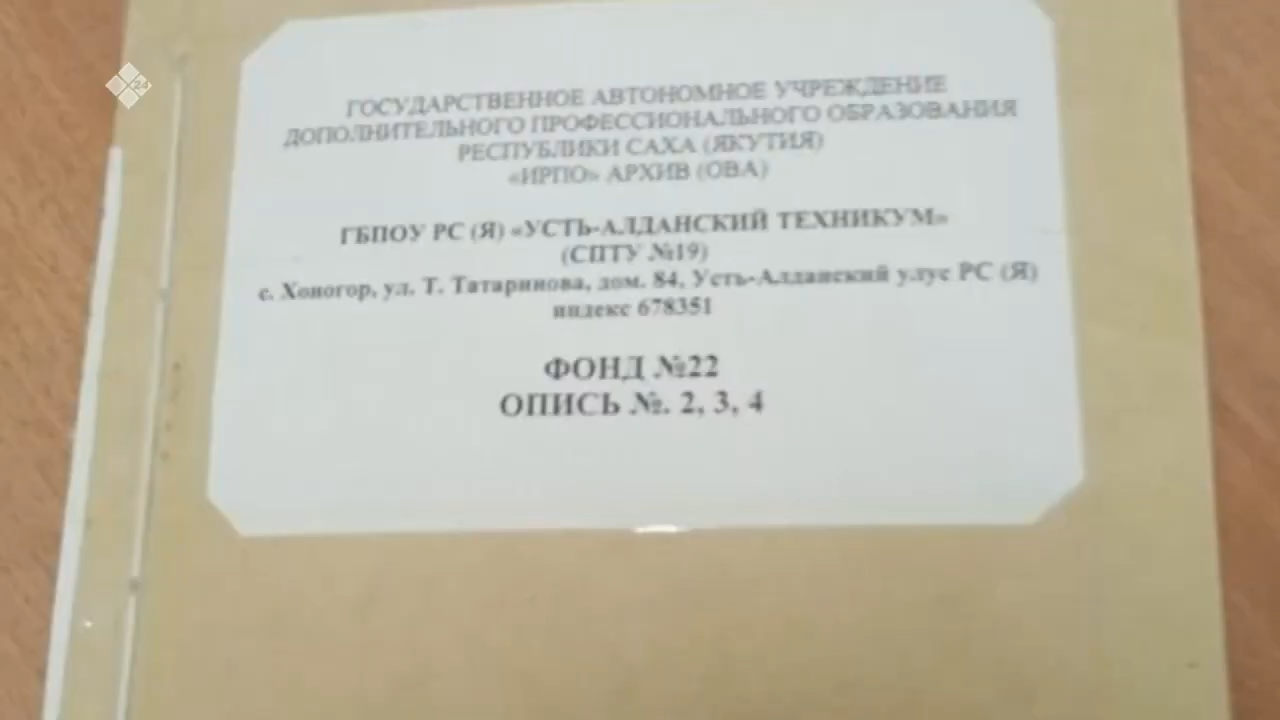 24
ГОСУДАРСТВЕННОЕ АВТОНОМНОЕ УЧРЕЖДЕНИЕ
ДОПОЛНИТЕЛЬНОГО ПРОФЕССИОНАЛЬНОГО ОБРАЗОВАНИЯ
РЕСПУБЛИКИ САХА (ЯКУТИЯ)
«ИРПО» АРХИВ (ОВА)
ГБПОУ РС (Я) «УСТЬ-АЛДАНСКИЙ ТЕХНИКУМ»
(СПТУ №19)
с. Хоногор, ул. Т. Татаринова, дом. 84, Усть-Алданский улус РС (Я)
индекс 678351
ФОНД №22
ОПИСЬ №. 2, 3, 4